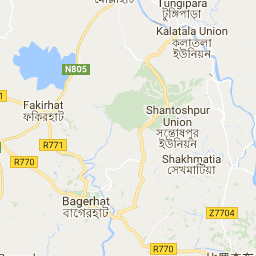 মোল্লাহাট
Tungipara
টুঙ্গিপাড়া
Kalatala Union
কলাতলা
ইউনিয়ন
N805
Fakirhat
ফকিরহাট
Shantoshpur
Union
সন্তোষপুর
ইউনিয়ন
R771
R770
Shakhmatia
সেখমাটিয়া
Bagerhat
বাগেরহাট
Z7704
R770